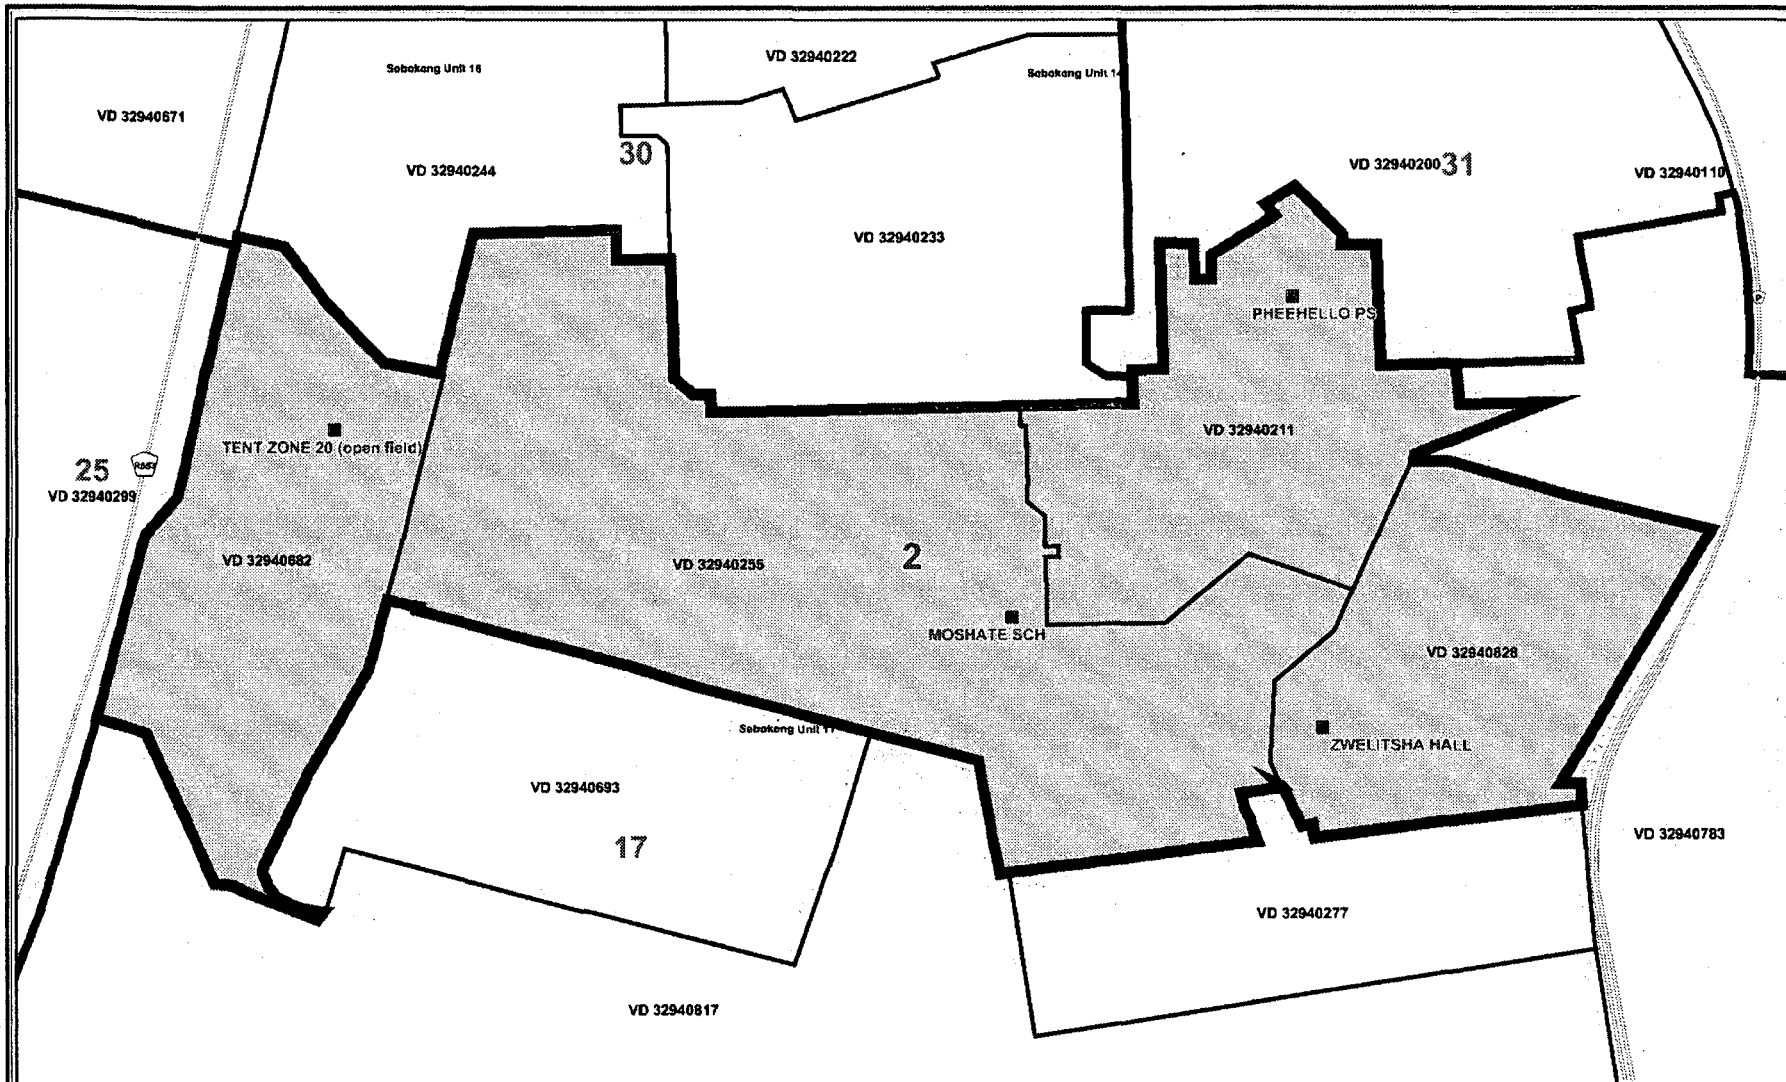 VD 32940222
Sebokeng Unit 16
Sebokeng Unit 14
VD 32940671
30
VD 32940244
VD 32940200
31
VD 32940110
VD 32940233
P
PHEEHELLO PS
TENT ZONE 20 (open field)
VD 32940211
25
R553
VD 32940299
VD 32940682
VD 32940255
2
MOSHATE SCH
VD 32940828
Sebokeng Unit 17
ZWELITSHA HALL
VD 32940693
17
VD 32940783
VD 32940277
VD 32940817